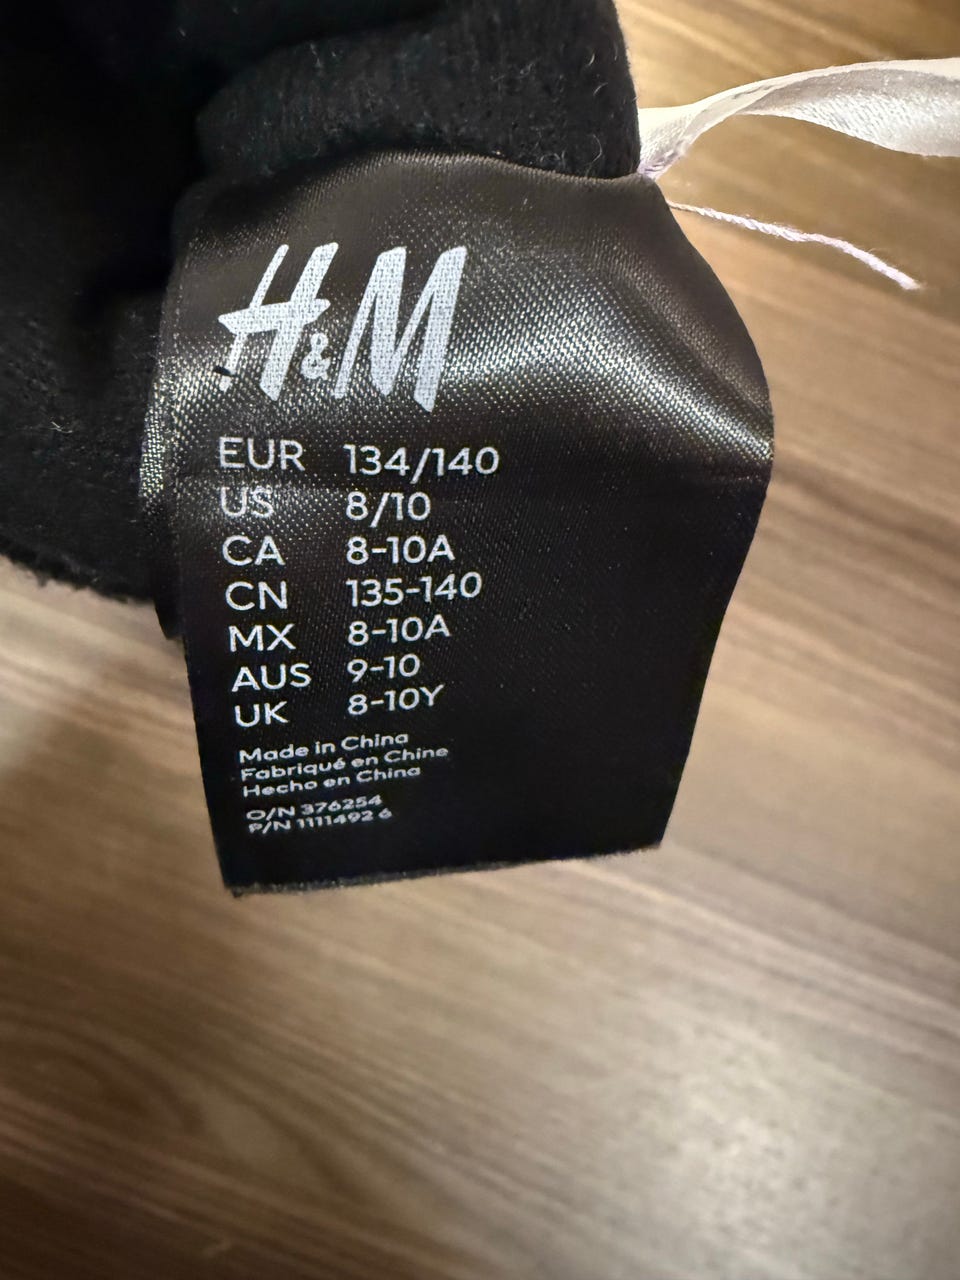 H&M
EUR 134/140
US 8/10
CA 8-10A
CN 135-140
MX 8-10A
AUS 9-10
UK 8-10Y
Made in China
Fabriqué en Chine
Hecho en China
O/N 376254
P/N 1111492 6